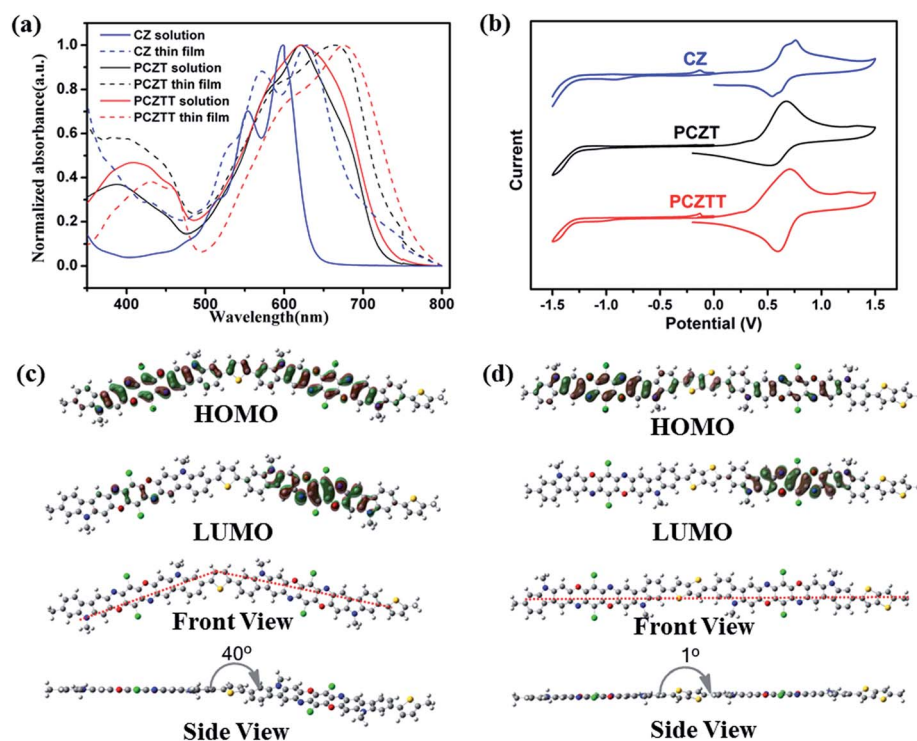 (a)
CZ solution
CZ thin film
PCZT solution
PCZT thin film
PCZTT solution
PCZTT thin film
Normalized absorbance(a.u.)
1.0
0.8
0.6
0.4
0.2
0.0
400 500 600 700 800
Wavelength(nm)
(b)
CZ
PCZT
PCZTT
Current
-1.5 -1.0 -0.5 0.0 0.5 1.0 1.5
Potential (V)
(c)
HOMO
LUMO
Front View
40°
Side View
(d)
HOMO
LUMO
Front View
1°
Side View